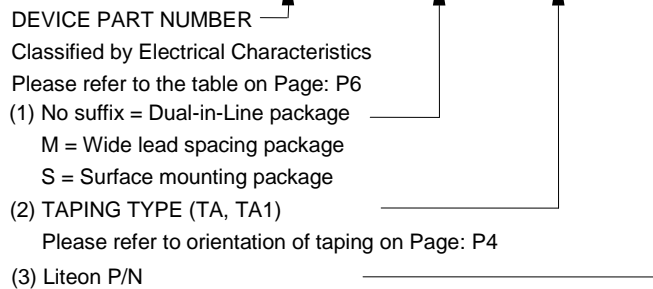 DEVICE PART NUMBER
Classified by Electrical Characteristics
Please refer to the table on Page: P6
(1) No suffix = Dual-in-Line package
M = Wide lead spacing package
S = Surface mounting package
(2) TAPING TYPE (TA, TA1)
Please refer to orientation of taping on Page: P4
(3) Liteon P/N